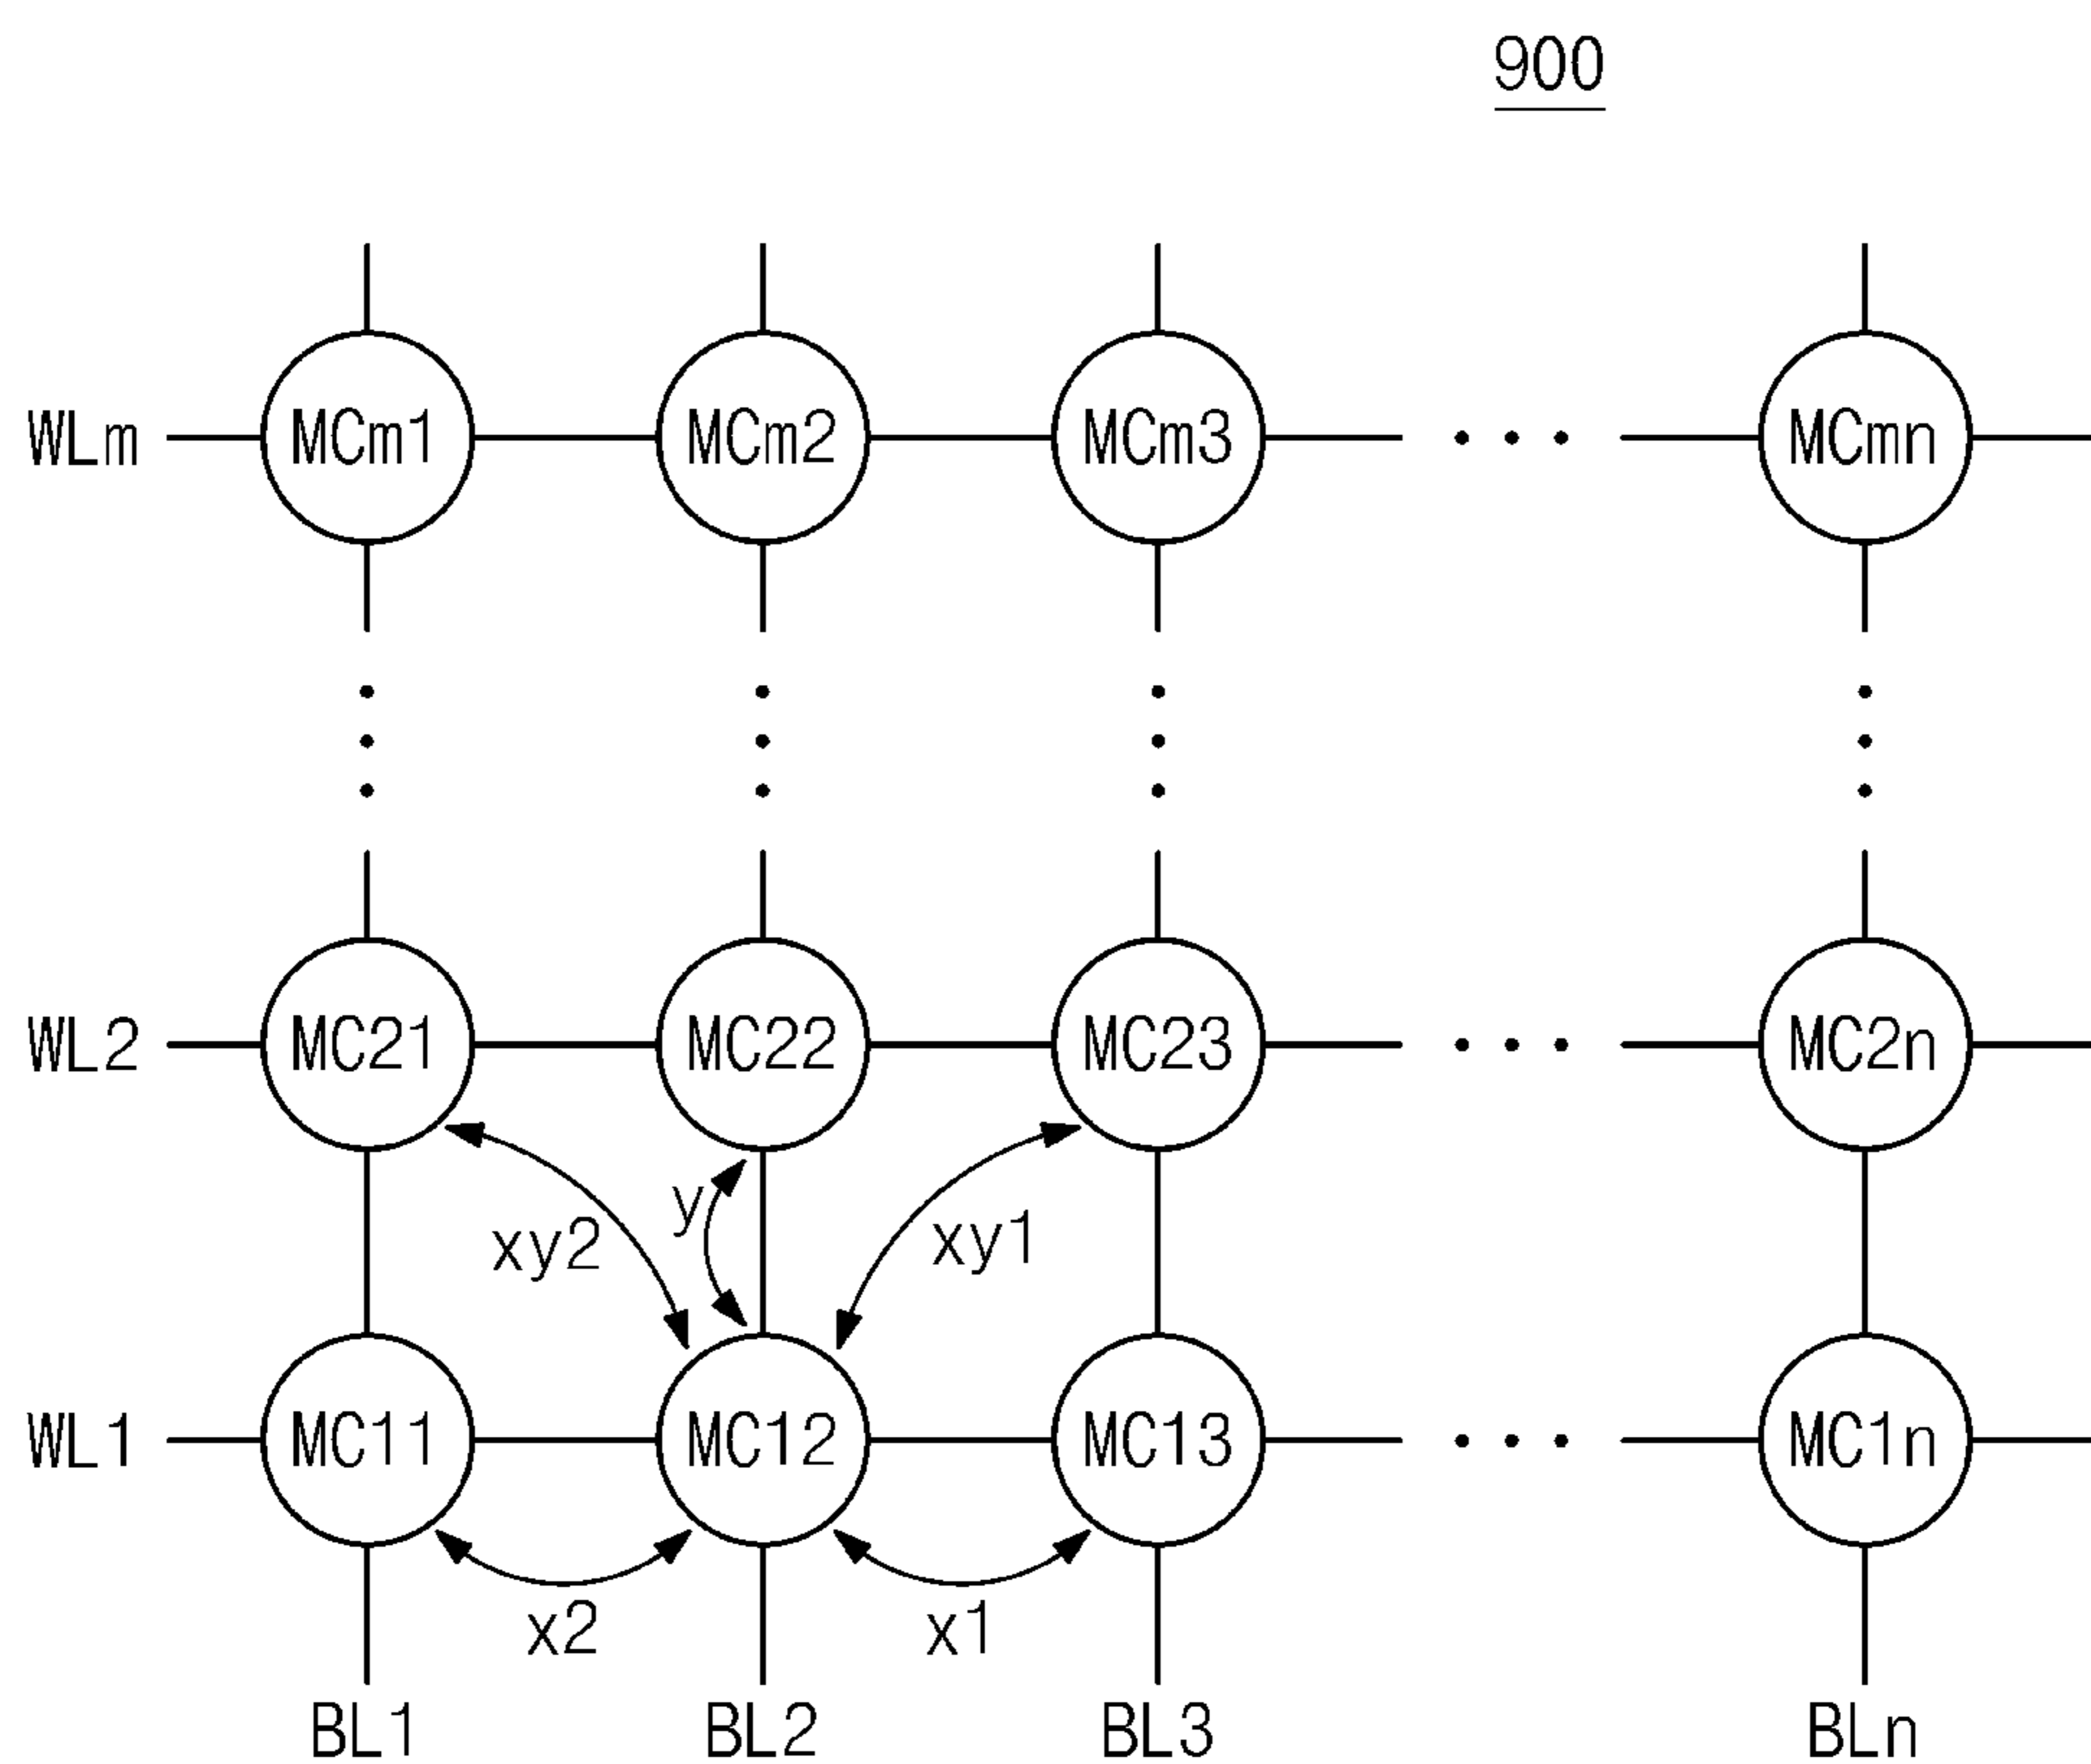 900
WLm MCm1 MCm2 MCm3 MCmn
WL2 MC21 MC22 MC23 MC2n
xy2 y xy1
WL1 MC11 MC12 MC13 MC1n
x2 x1
BL1 BL2 BL3 BLn